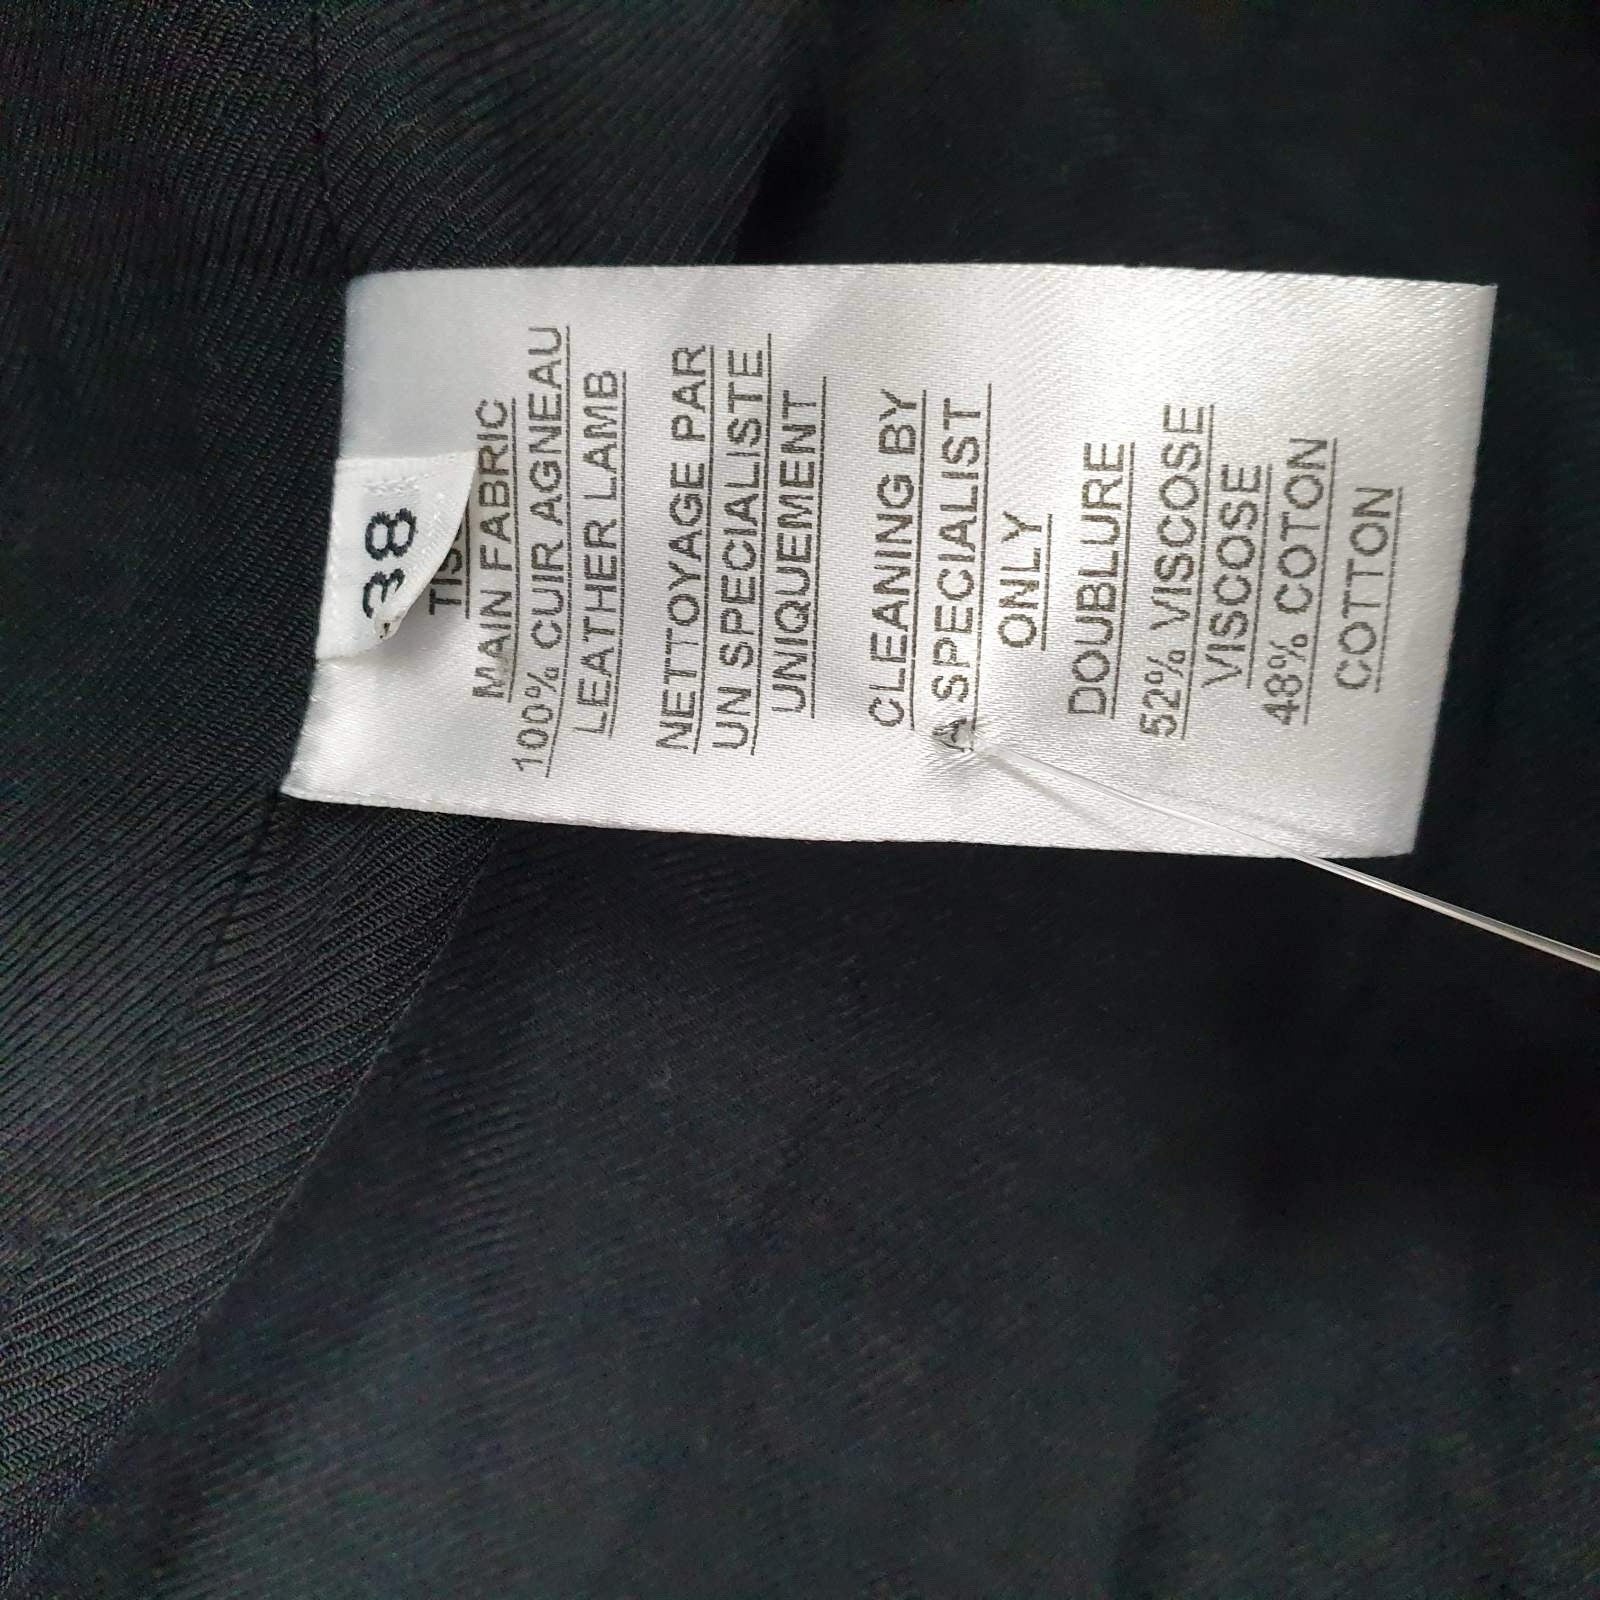 38
MAIN FABRIC
100% CUIR AGNEAU
LEATHER LAMB
NETTOYAGE PAR
UN SPECIALISTE
UNIQUEMENT
CLEANING BY
A SPECIALIST
ONLY
DOUBLURE
52% VISCOSE
VISCOSE
48% COTON
COTTON